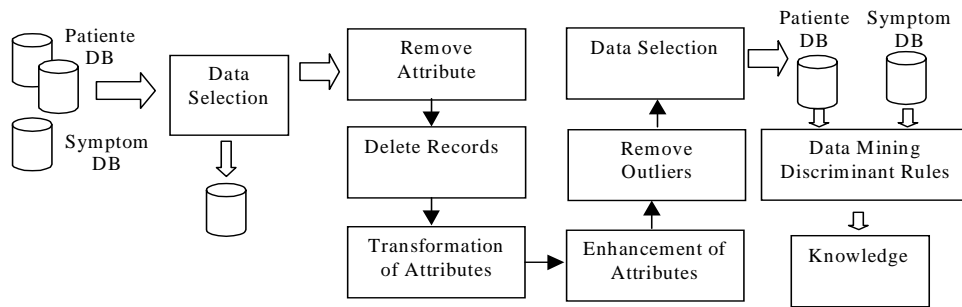 Patiente
DB
Symptom
DB
Data
Selection
Remove
Attribute
Delete Records
Transformation
of Attributes
Enhancement of
Attributes
Remove
Outliers
Data Selection
Patiente
DB
Symptom
DB
Data Mining
Discriminant Rules
Knowledge